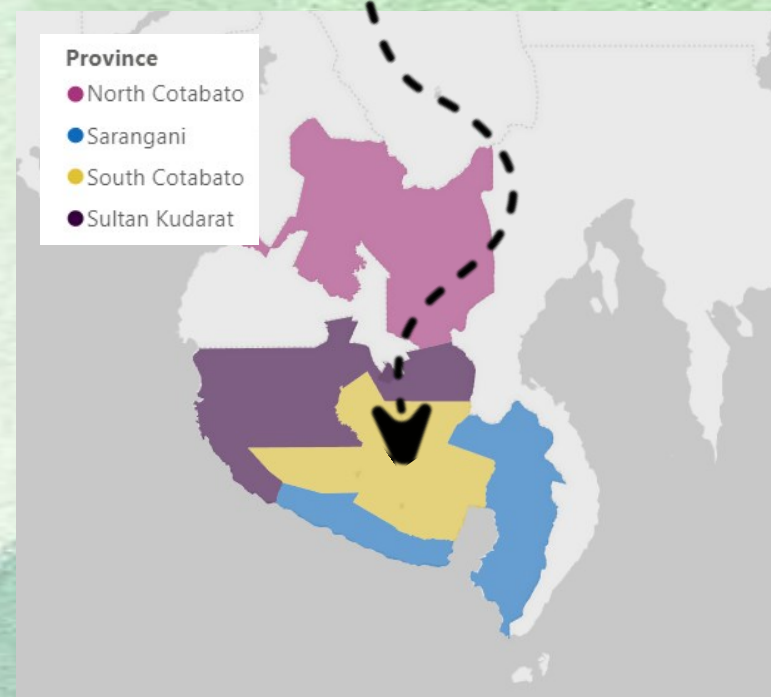 Province
North Cotabato
Sarangani
South Cotabato
Sultan Kudarat